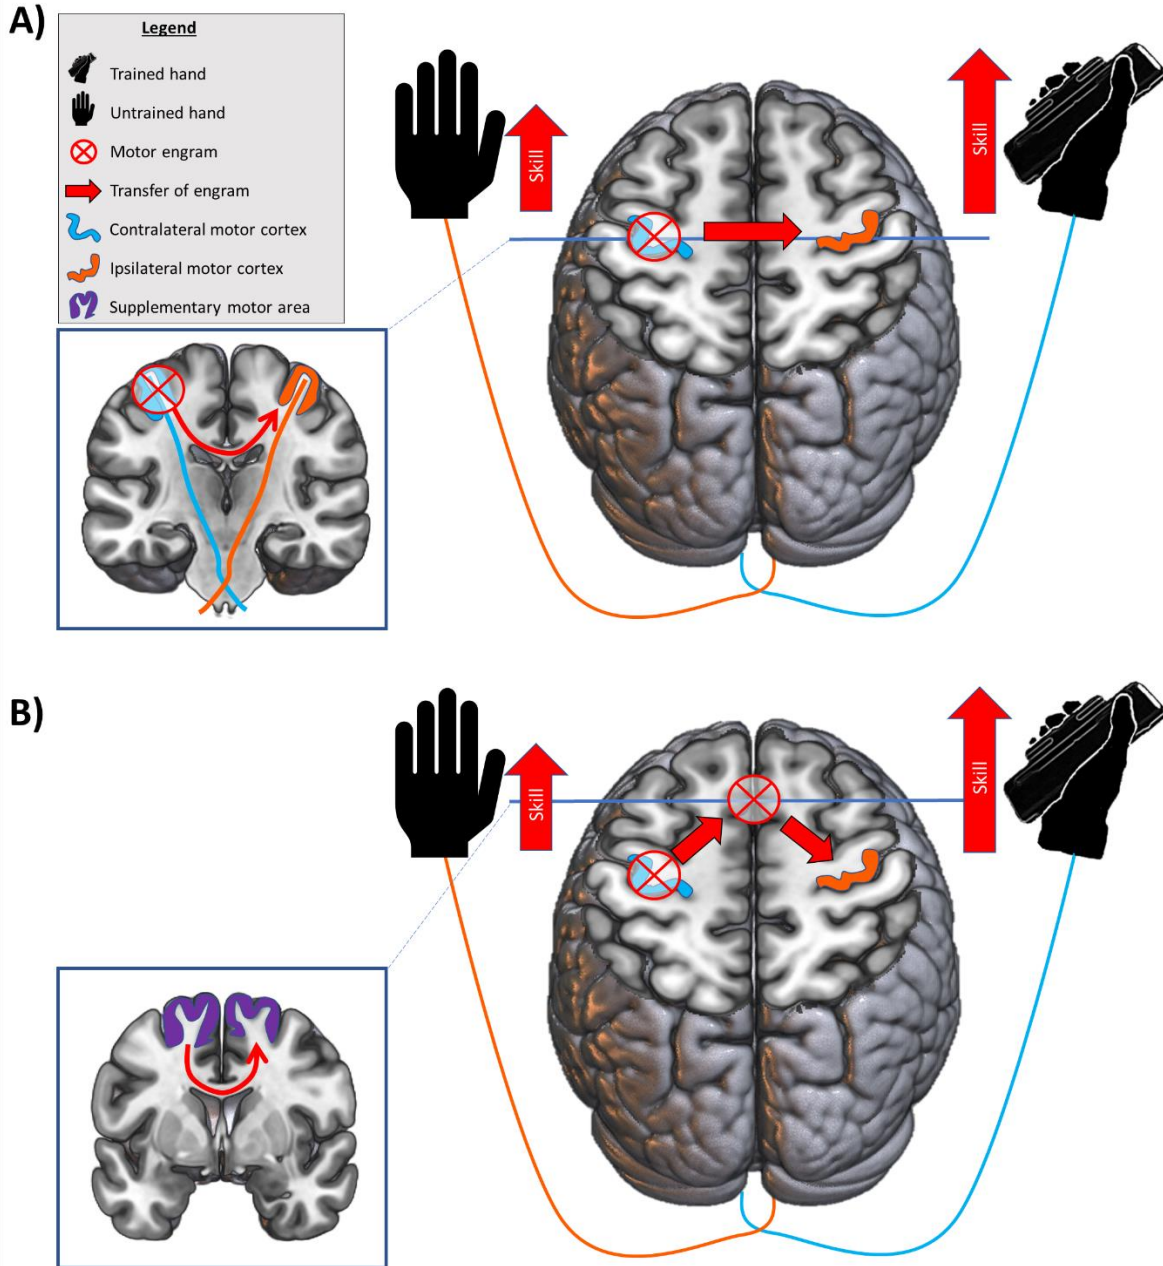 A)
Legend
Trained hand
Untrained hand
Motor engram
Transfer of engram
Contralateral motor cortex
Ipsilateral motor cortex
Supplementary motor area
Skill
Skill
B)
Skill
Skill